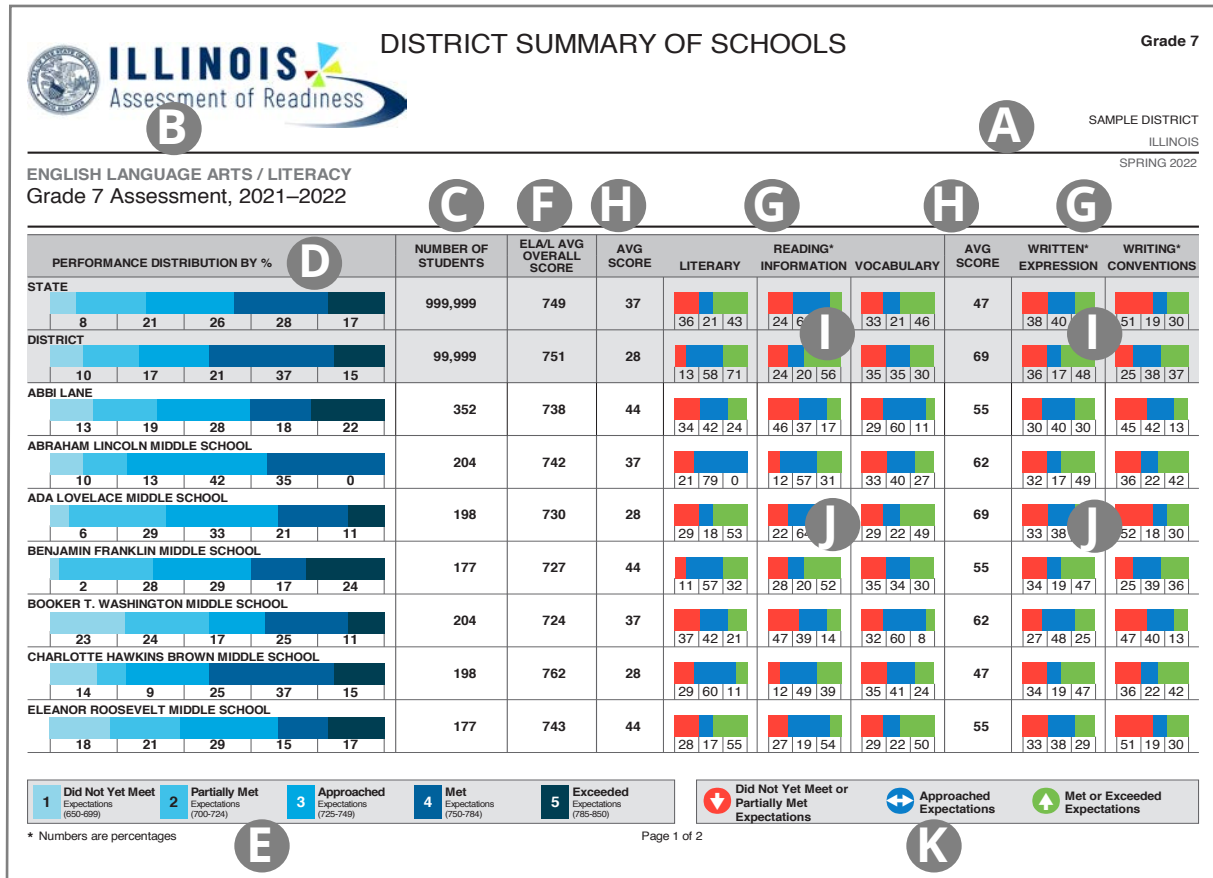 DISTRICT SUMMARY OF SCHOOLS
Grade 7
ILLINOIS
Assessment of Readiness
B
A
SAMPLE DISTRICT
ILLINOIS
SPRING 2022
ENGLISH LANGUAGE ARTS / LITERACY
Grade 7 Assessment, 2021–2022
C F H G H G
PERFORMANCE DISTRIBUTION BY % D NUMBER OF STUDENTS ELA/L AVG OVERALL SCORE AVG SCORE READING* LITERARY INFORMATION VOCABULARY AVG SCORE WRITTEN* EXPRESSION WRITING* CONVENTIONS
STATE
999,999 749 37 47
8 21 26 28 17 36 21 43 24 33 21 46 38 40 51 19 30
I I
DISTRICT
99,999 751 28 69
10 17 21 37 15 13 58 71 24 20 56 35 35 30 36 17 48 25 38 37
ABBI LANE
352 738 44 55
13 19 28 18 22 34 42 24 46 37 17 29 60 11 30 40 30 45 42 13
ABRAHAM LINCOLN MIDDLE SCHOOL
204 742 37 62
10 13 42 35 0 21 79 0 12 57 31 33 40 27 32 17 49 36 22 42
ADA LOVELACE MIDDLE SCHOOL
198 730 28 69
J J
6 29 33 21 11 29 18 53 22 29 22 49 33 38 52 18 30
BENJAMIN FRANKLIN MIDDLE SCHOOL
177 727 44 55
2 28 29 17 24 11 57 32 28 20 52 35 34 30 34 19 47 25 39 36
BOOKER T. WASHINGTON MIDDLE SCHOOL
204 724 37 62
23 24 17 25 11 37 42 21 47 39 14 32 60 8 27 48 25 47 40 13
CHARLOTTE HAWKINS BROWN MIDDLE SCHOOL
198 762 28 47
14 9 25 37 15 29 60 11 12 49 39 35 41 24 34 19 47 36 22 42
ELEANOR ROOSEVELT MIDDLE SCHOOL
177 743 44 55
18 21 29 15 17 28 17 55 27 19 54 29 22 50 33 38 29 51 19 30
1 Did Not Yet Meet Expectations (650-699)
2 Partially Met Expectations (700-724)
3 Approached Expectations (725-749)
4 Met Expectations (750-784)
5 Exceeded Expectations (785-850)
Did Not Yet Meet or Partially Met Expectations
Approached Expectations
Met or Exceeded Expectations
* Numbers are percentages
E
Page 1 of 2
K